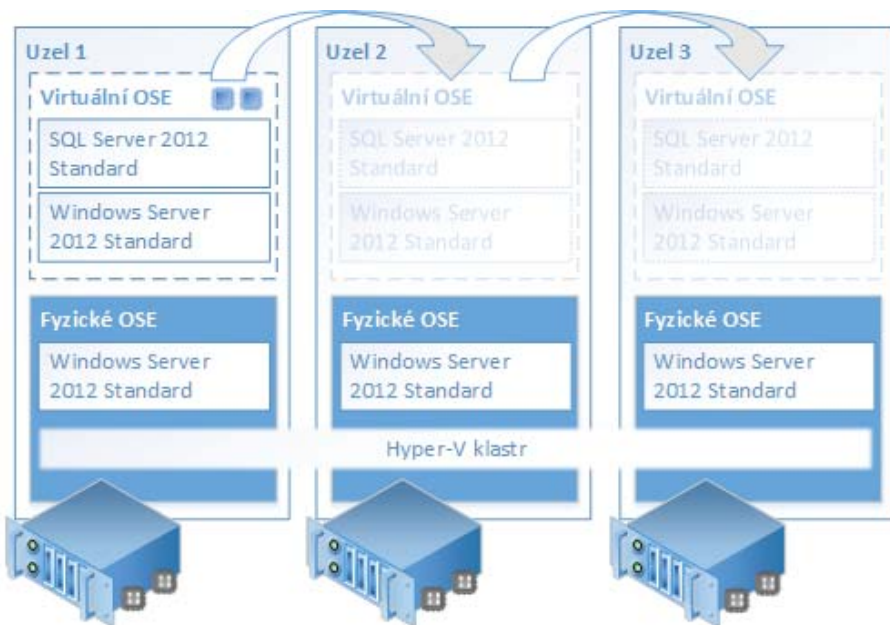 Uzel 1
Virtuální OSE
SQL Server 2012
Standard
Windows Server
2012 Standard
Fyzické OSE
Windows Server
2012 Standard
Uzel 2
Virtuální OSE
SQL Server 2012
Standard
Windows Server
2012 Standard
Fyzické OSE
Windows Server
2012 Standard
Uzel 3
Virtuální OSE
SQL Server 2012
Standard
Windows Server
2012 Standard
Fyzické OSE
Windows Server
2012 Standard
Hyper-V klastr